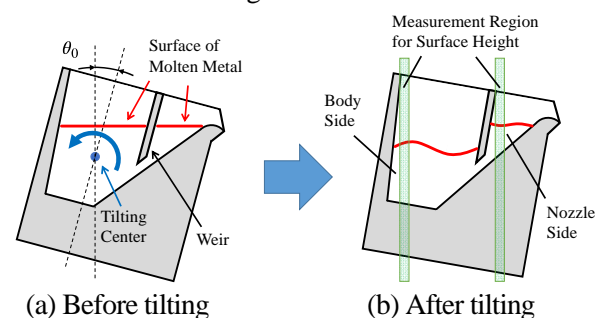 θ0
Surface of
Molten Metal
Tilting
Center
Weir
(a) Before tilting
Measurement Region
for Surface Height
Body
Side
Nozzle
Side
(b) After tilting